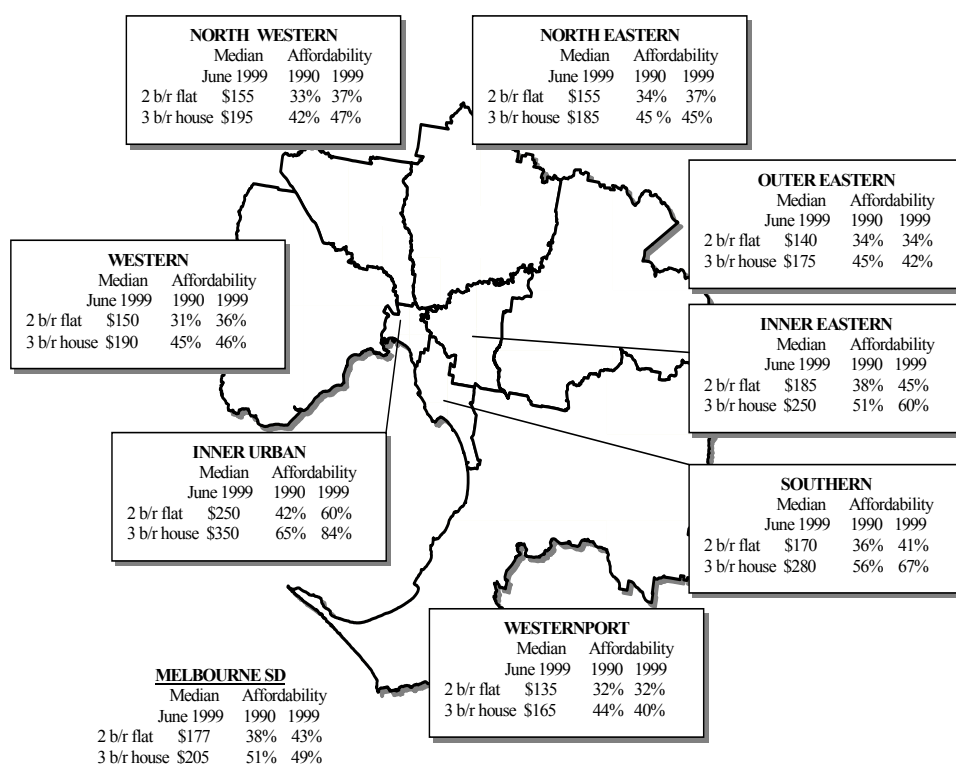 NORTH WESTERN
Median Affordability
June 1999 1990 1999
2 b/r flat $155 33% 37%
3 b/r house $195 42% 47%
NORTH EASTERN
Median Affordability
June 1999 1990 1999
2 b/r flat $155 34% 37%
3 b/r house $185 45 % 45%
OUTER EASTERN
Median Affordability
June 1999 1990 1999
2 b/r flat $140 34% 34%
3 b/r house $175 45% 42%
WESTERN
Median Affordability
June 1999 1990 1999
2 b/r flat $150 31% 36%
3 b/r house $190 45% 46%
INNER EASTERN
Median Affordability
June 1999 1990 1999
2 b/r flat $185 38% 45%
3 b/r house $250 51% 60%
INNER URBAN
Median Affordability
June 1999 1990 1999
2 b/r flat $250 42% 60%
3 b/r house $350 65% 84%
SOUTHERN
Median Affordability
June 1999 1990 1999
2 b/r flat $170 36% 41%
3 b/r house $280 56% 67%
WESTERNPORT
Median Affordability
June 1999 1990 1999
2 b/r flat $135 32% 32%
3 b/r house $165 44% 40%
MELBOURNE SD
Median Affordability
June 1999 1990 1999
2 b/r flat $177 38% 43%
3 b/r house $205 51% 49%